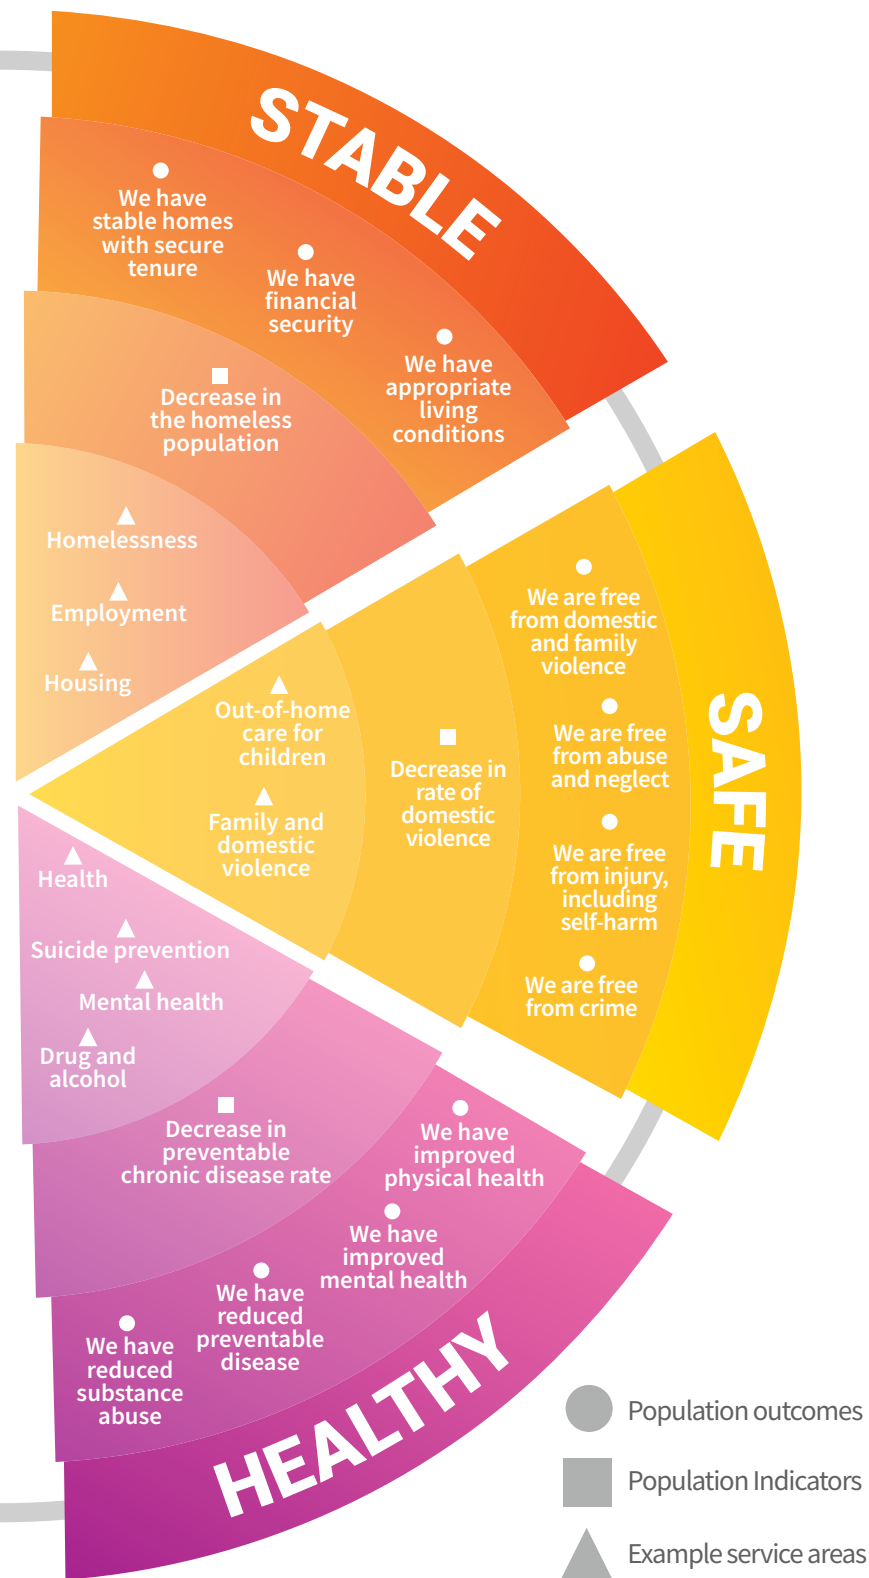 STABLE
We have
stable homes
with secure
tenure
We have
financial
security
We have
appropriate
living
conditions
Decrease in
the homeless
population
Homelessness
Employment
Housing
SAFE
We are free
from domestic
and family
violence
We are free
from abuse
and neglect
We are free
from injury,
including
self-harm
We are free
from crime
Decrease in
rate of
domestic
violence
Out-of-home
care for
children
Family and
domestic
violence
Health
Suicide prevention
Mental health
Drug and
alcohol
Decrease in
preventable
chronic disease rate
We have
improved
physical health
We have
improved
mental health
We have
reduced
preventable
disease
We have
reduced
substance
abuse
HEALTHY
Population outcomes
Population Indicators
Example service areas